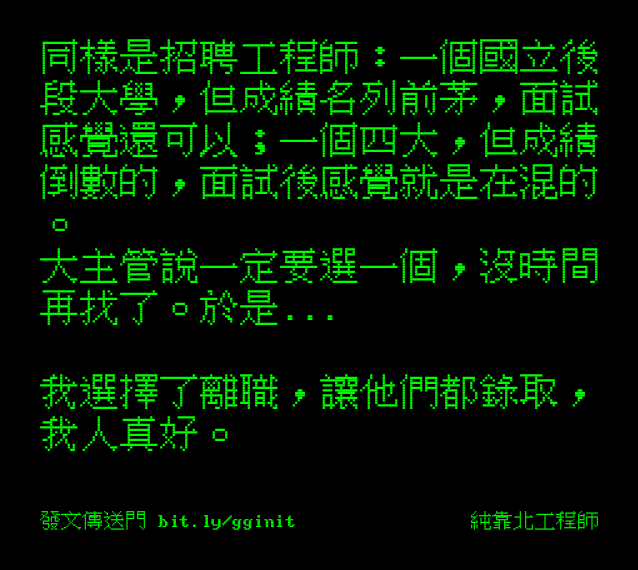 同樣是招聘工程師：一個國立後
段大學，但成績名列前茅，面試
感覺還可以；一個四大，但成績
倒數的，面試後感覺就是在混的
。
大主管說一定要選一個，沒時間
再找了。於是...
我選擇了離職，讓他們都錄取，
我人真好。
發文傳送門 bit.ly/gginit
純靠北工程師